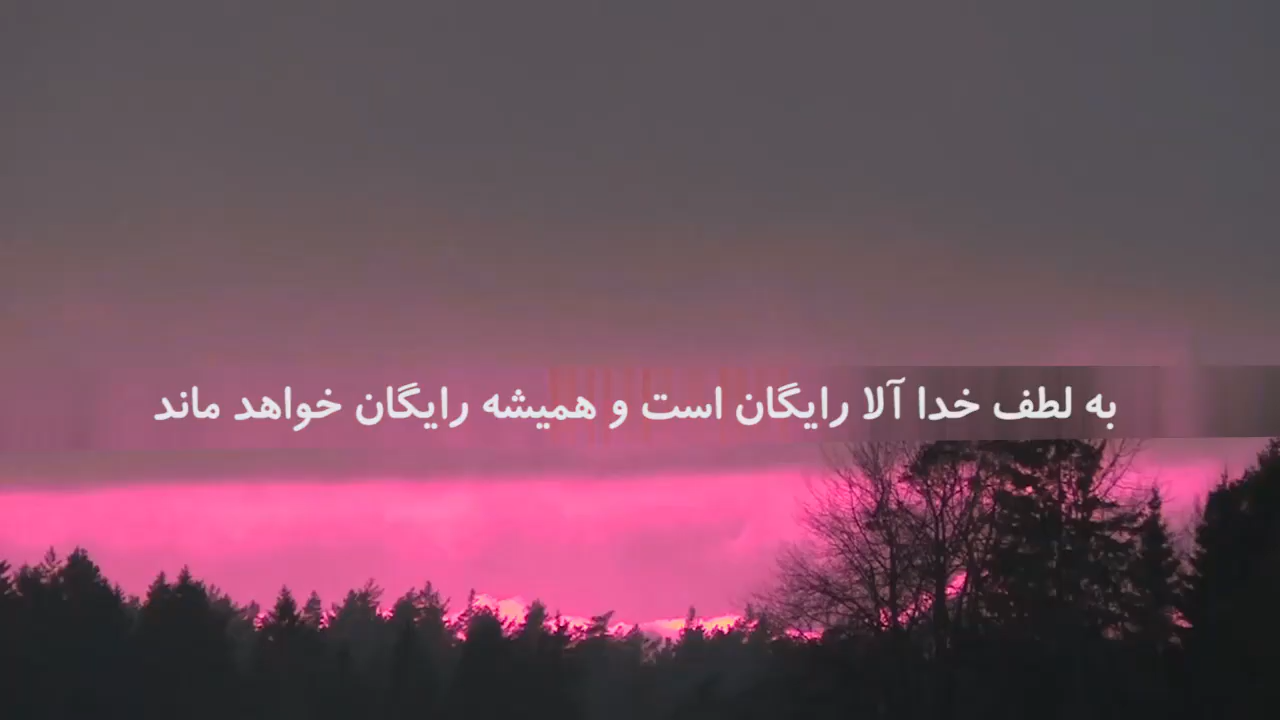 به لطف خدا آلا رایگان است و همیشه رایگان خواهد ماند